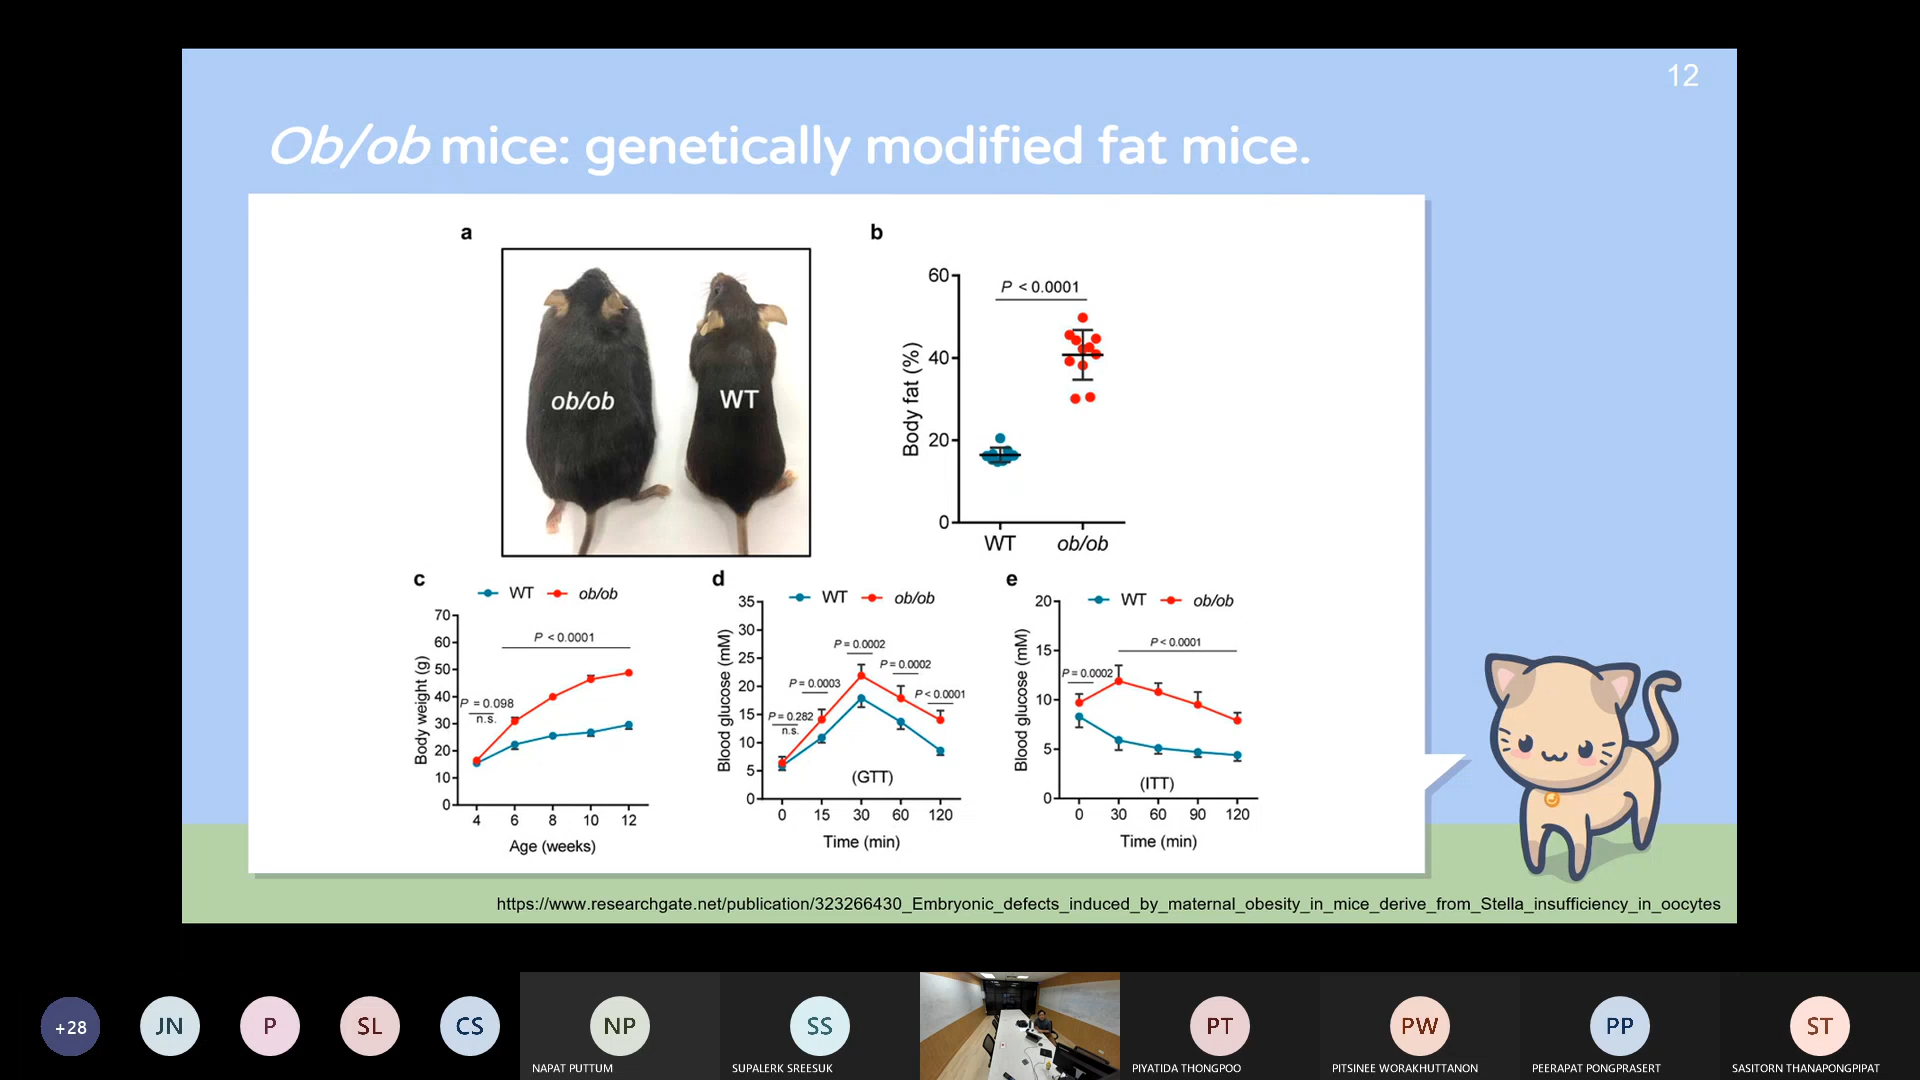 12
Ob/ob mice: genetically modified fat mice.
a
ob/ob
WT
b
60
40
20
0
Body fat (%)
P < 0.0001
WT
ob/ob
c
WT
ob/ob
70
60
50
40
30
20
10
0
Body weight (g)
P < 0.0001
P = 0.098
n.s.
4
6
8
10
12
Age (weeks)
d
WT
ob/ob
35
30
25
20
15
10
5
0
Blood glucose (mM)
P = 0.282
n.s.
P = 0.0003
P = 0.0002
P = 0.0002
P < 0.0001
(GTT)
0
15
30
60
120
Time (min)
e
WT
ob/ob
20
15
10
5
0
Blood glucose (mM)
P = 0.0002
P < 0.0001
(ITT)
0
30
60
90
120
Time (min)
https://www.researchgate.net/publication/323266430_Embryonic_defects_induced_by_maternal_obesity_in_mice_derive_from_Stella_insufficiency_in_oocytes
+28
JN
P
SL
CS
NP
NAPAT PUTTUM
SS
SUPALERK SREESUK
PT
PIYATIDA THONGPOO
PW
PITSINEE WORAKHUTTANON
PP
PEERAPAT PONGPRASERT
ST
SASITORN THANAPONGPIPAT